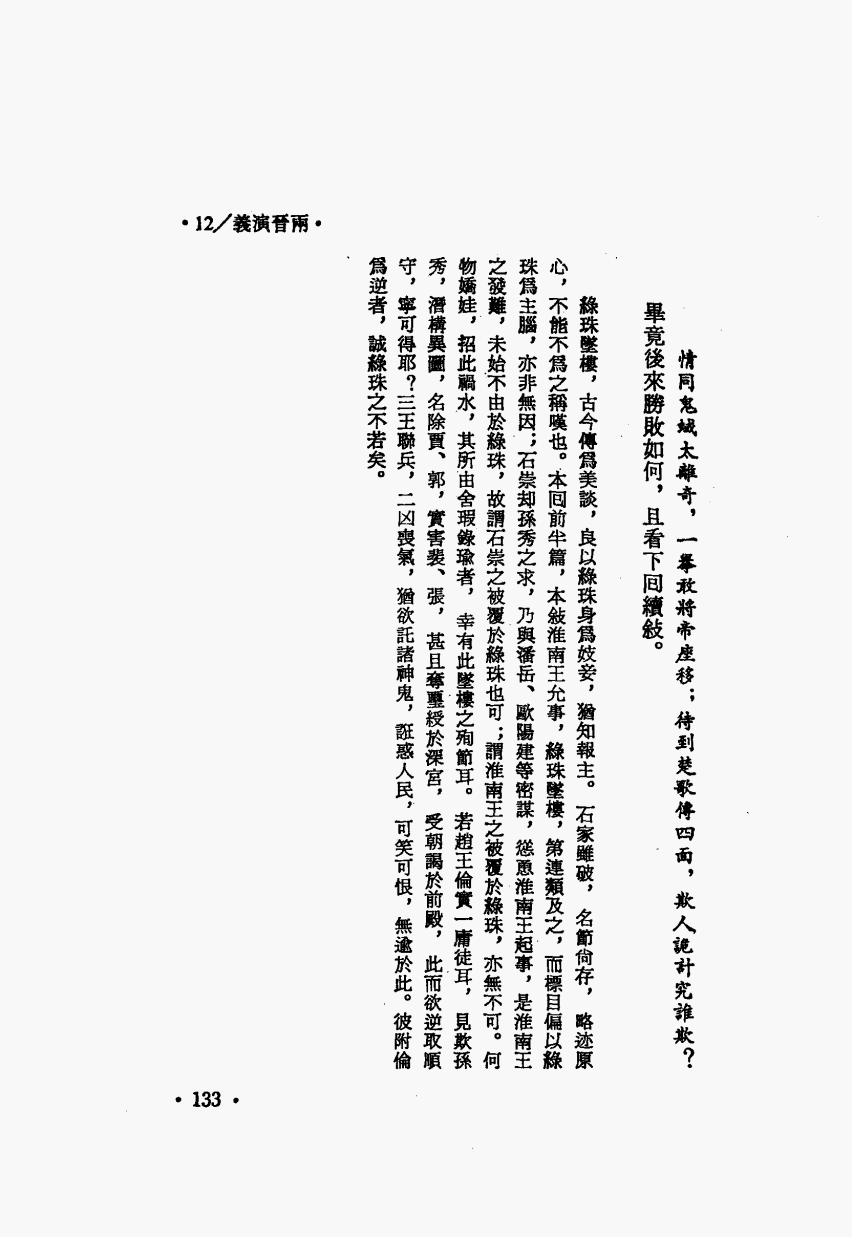 •12／義演晉兩•
情同鬼蜮太離奇，一舉敢將帝座移；待到楚歌傳四面，欺人詭計究誰欺？
畢竟後來勝敗如何，且看下回續敍。
綠珠墜樓，古今傳爲美談，良以綠珠身爲妓妾，猶知報主。石家雖破，名節尙存，略迹原
心，不能不爲之稱嘆也。本回前半篇，本敍淮南王允事，綠珠墜樓，第連類及之，而標目偏以綠
珠爲主腦，亦非無因；石崇却孫秀之求，乃與潘岳、歐陽建等密謀，慫恿淮南王起事，是淮南王
之發難，未始不由於綠珠，故謂石崇之被覆於綠珠也可；謂淮南王之被覆於綠珠，亦無不可。何
物嬌娃，招此禍水，其所由舍瑕錄瑜者，幸有此墜樓之殉節耳。若趙王倫實一庸徒耳，見欺孫
秀，潛構異圖，名除賈、郭，實害裴、張，甚且奪璽綬於深宮，受朝謁於前殿，此而欲逆取順
守，寧可得耶？三王聯兵，二凶喪氣，猶欲託諸神鬼，誑惑人民，可笑可恨，無逾於此。彼附倫
爲逆者，誠綠珠之不若矣。
•133•